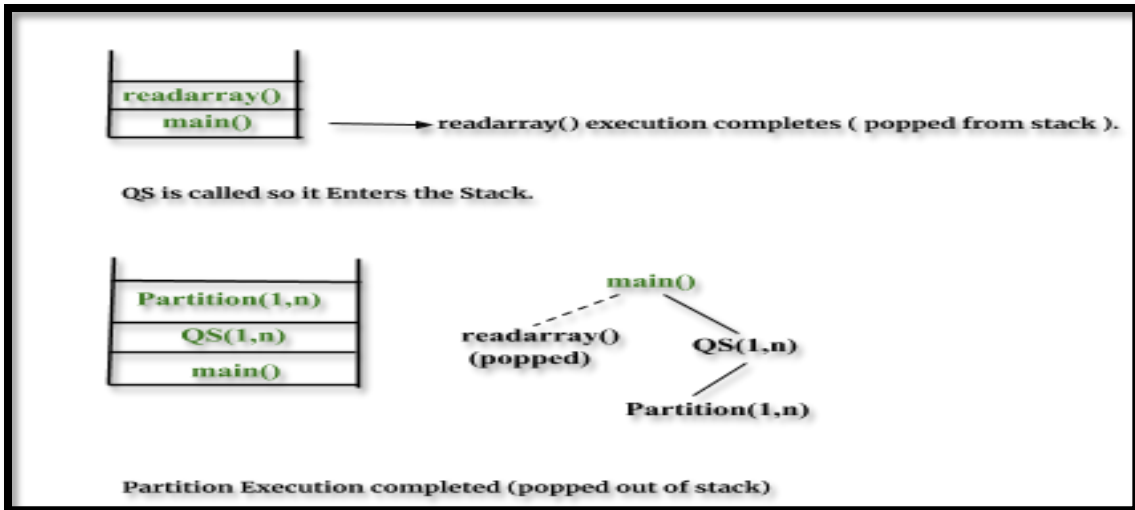 readarray()
main()
readarray() execution completes ( popped from stack ).
QS is called so it Enters the Stack.
Partition(1,n)
QS(1,n)
main()
main()
readarray()
(popped)
QS(1,n)
Partition(1,n)
Partition Execution completed (popped out of stack)